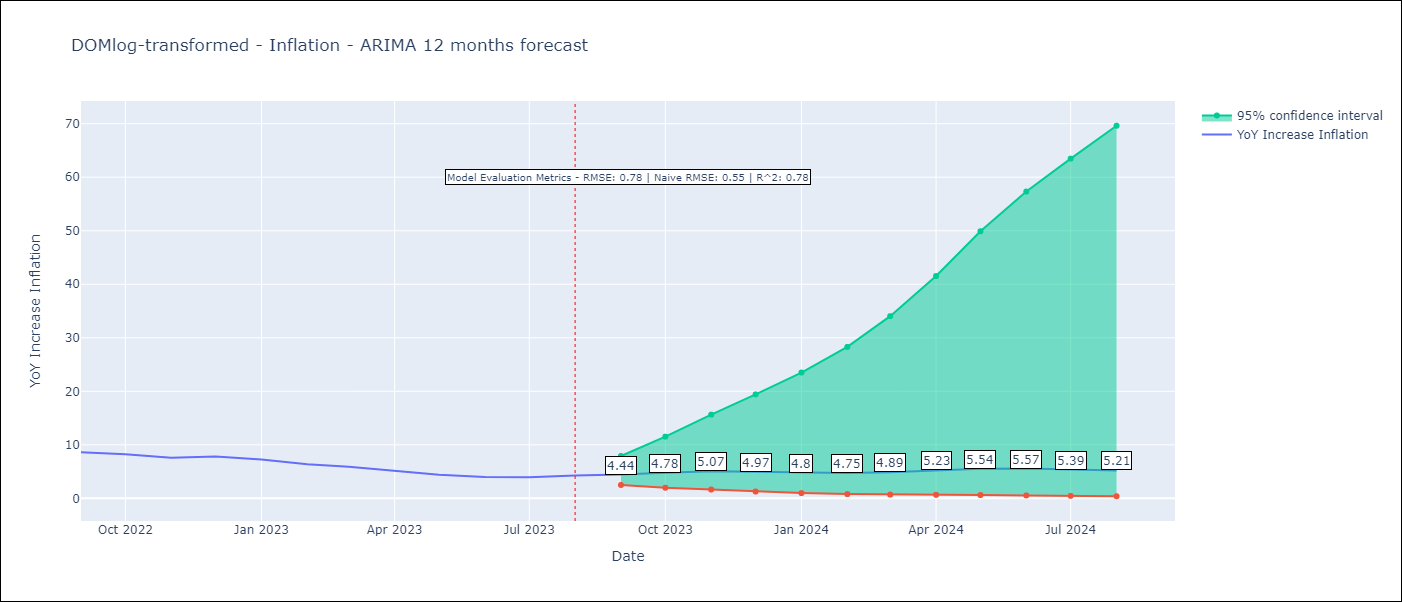 DOMlog-transformed - Inflation - ARIMA 12 months forecast
95% confidence interval
YoY Increase Inflation
Model Evaluation Metrics - RMSE: 0.78 | Naive RMSE: 0.55 | R^2: 0.78
YoY Increase Inflation
70
60
50
40
30
20
10
0
4.44 4.78 5.07 4.97 4.8 4.75 4.89 5.23 5.54 5.57 5.39 5.21
Oct 2022 Jan 2023 Apr 2023 Jul 2023 Oct 2023 Jan 2024 Apr 2024 Jul 2024
Date